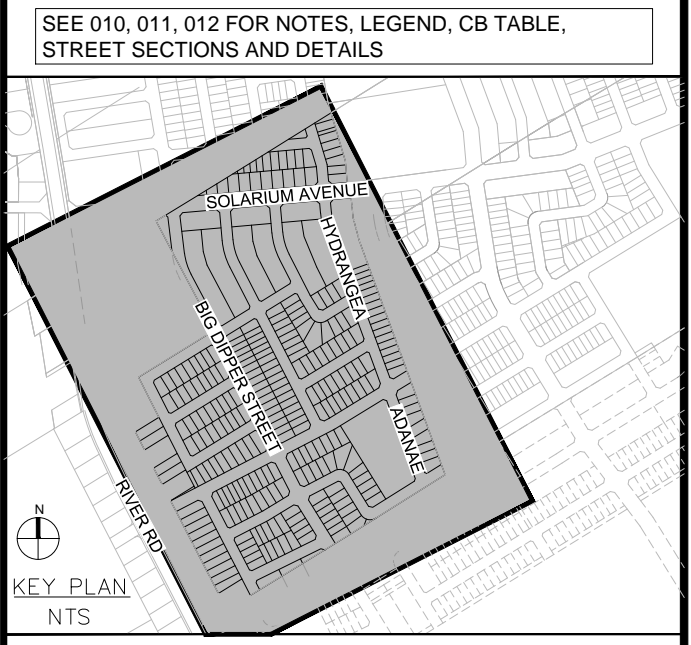 SEE 010, 011, 012 FOR NOTES, LEGEND, CB TABLE,
STREET SECTIONS AND DETAILS
SOLARIUM AVENUE
HYDRANGEA
BIG DIPPER STREET
ADANAE
RIVER RD
N
KEY PLAN
NTS